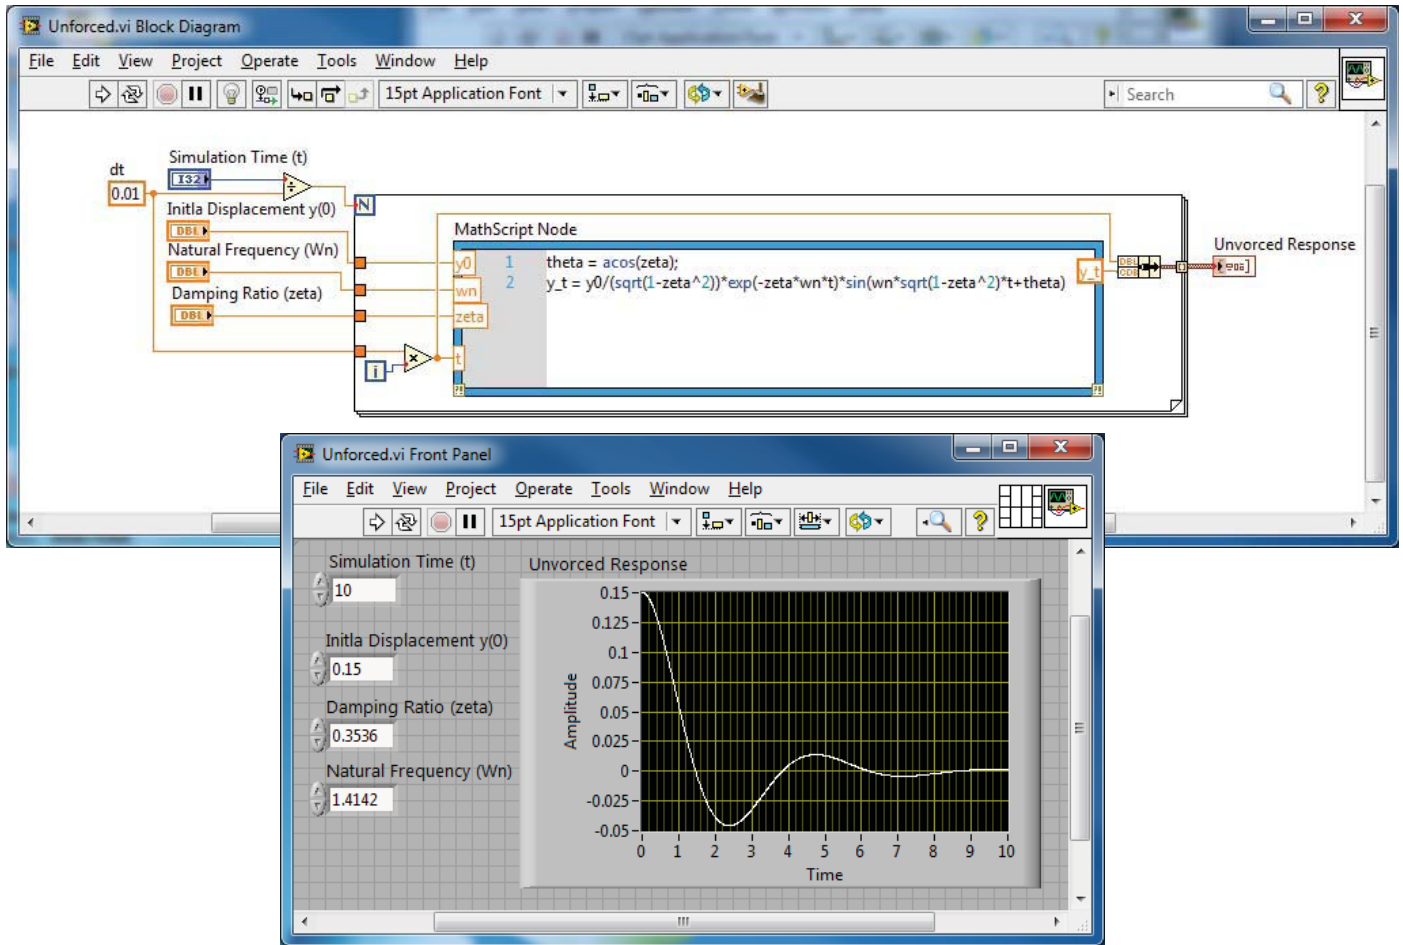 Unforced.vi Block Diagram
File Edit View Project Operate Tools Window Help
15pt Application Font
Search
Simulation Time (t)
dt
I32
0.01
Initla Displacement y(0)
N
DBL
MathScript Node
Natural Frequency (Wn)
Unvorced Response
y0 1 theta = acos(zeta);
DBL
wn 2 y_t = y0/(sqrt(1-zeta^2))*exp(-zeta*wn*t)*sin(wn*sqrt(1-zeta^2)*t+theta) y_t
DBL
CDB
Damping Ratio (zeta)
DBL
zeta
i
t
Unforced.vi Front Panel
File Edit View Project Operate Tools Window Help
15pt Application Font
Simulation Time (t)
10
Initla Displacement y(0)
0.15
Damping Ratio (zeta)
0.3536
Natural Frequency (Wn)
1.4142
Unvorced Response
0.15
0.125
0.1
0.075
0.05
0.025
0
-0.025
-0.05
Amplitude
0 1 2 3 4 5 6 7 8 9 10
Time